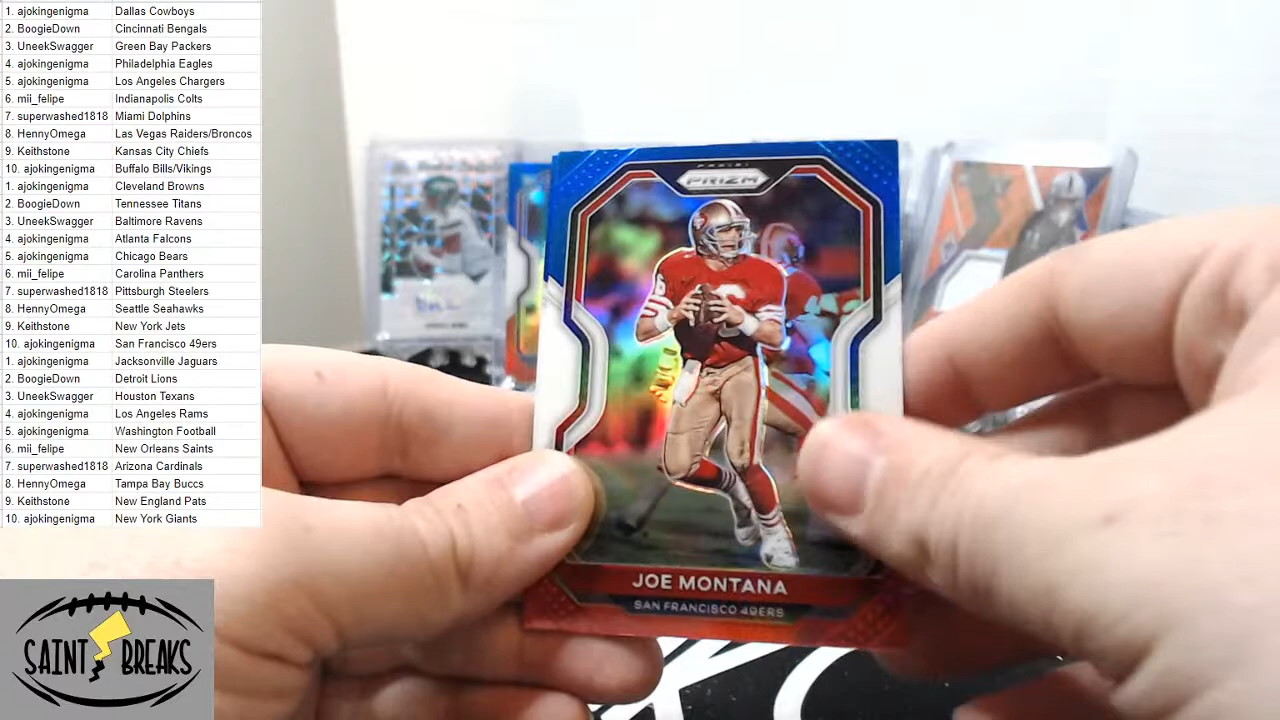 1. ajokingenigma Dallas Cowboys
2. BoogieDown Cincinnati Bengals
3. UneekSwagger Green Bay Packers
4. ajokingenigma Philadelphia Eagles
5. ajokingenigma Los Angeles Chargers
6. mii_felipe Indianapolis Colts
7. superwashed1818 Miami Dolphins
8. HennyOmega Las Vegas Raiders/Broncos
9. Keithstone Kansas City Chiefs
10. ajokingenigma Buffalo Bills/Vikings
1. ajokingenigma Cleveland Browns
2. BoogieDown Tennesee Titans
3. UneekSwagger Baltimore Ravens
4. ajokingenigma Atlanta Falcons
5. ajokingenigma Chicago Bears
6. mii_felipe Carolina Panthers
7. superwashed1818 Pittsburgh Steelers
8. HennyOmega Seattle Seahawks
9. Keithstone New York Jets
10. ajokingenigma San Francisco 49ers
1. ajokingenigma Jacksonville Jaguars
2. BoogieDown Detroit Lions
3. UneekSwagger Houston Texans
4. ajokingenigma Los Angeles Rams
5. ajokingenigma Washington Football
6. mii_felipe New Orleans Saints
7. superwashed1818 Arizona Cardinals
8. HennyOmega Tampa Bay Buccs
9. Keithstone New England Pats
10. ajokingenigma New York Giants
PANINI
PRIZM
JOE MONTANA
SAN FRANCISCO 49ERS
SAINT BREAKS